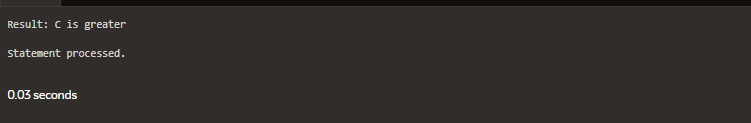 Result: C is greater
Statement processed.
0.03 seconds